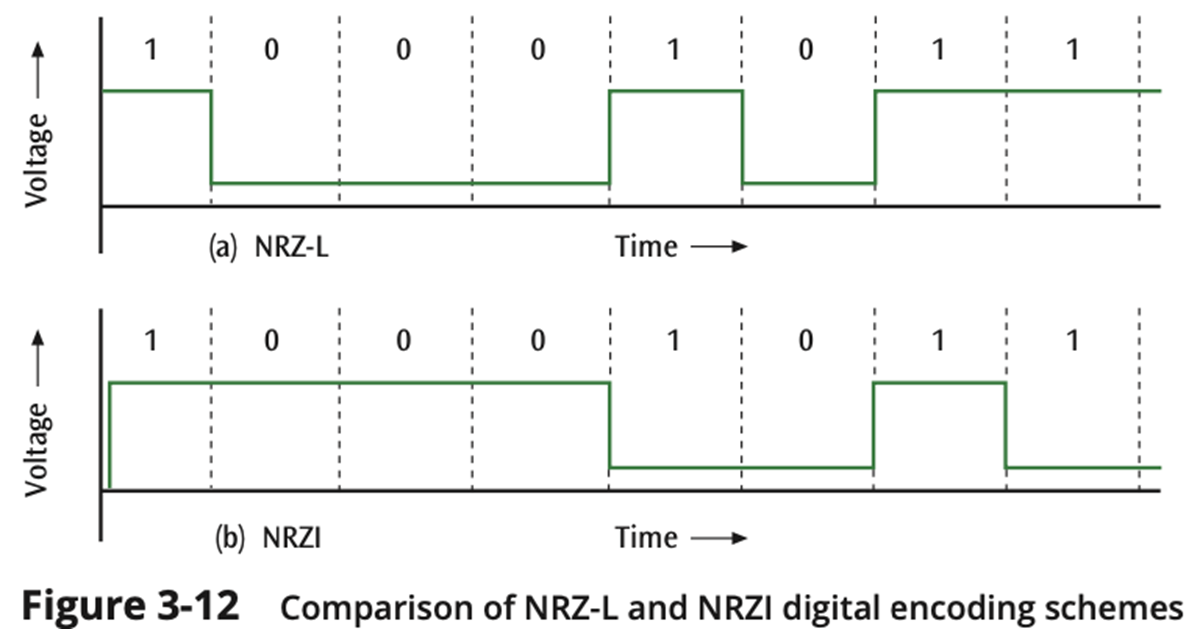 1 0 0 0 1 0 1 1
Voltage
(a) NRZ-L Time
1 0 0 0 1 0 1 1
Voltage
(b) NRZI Time
Figure 3-12 Comparison of NRZ-L and NRZI digital encoding schemes